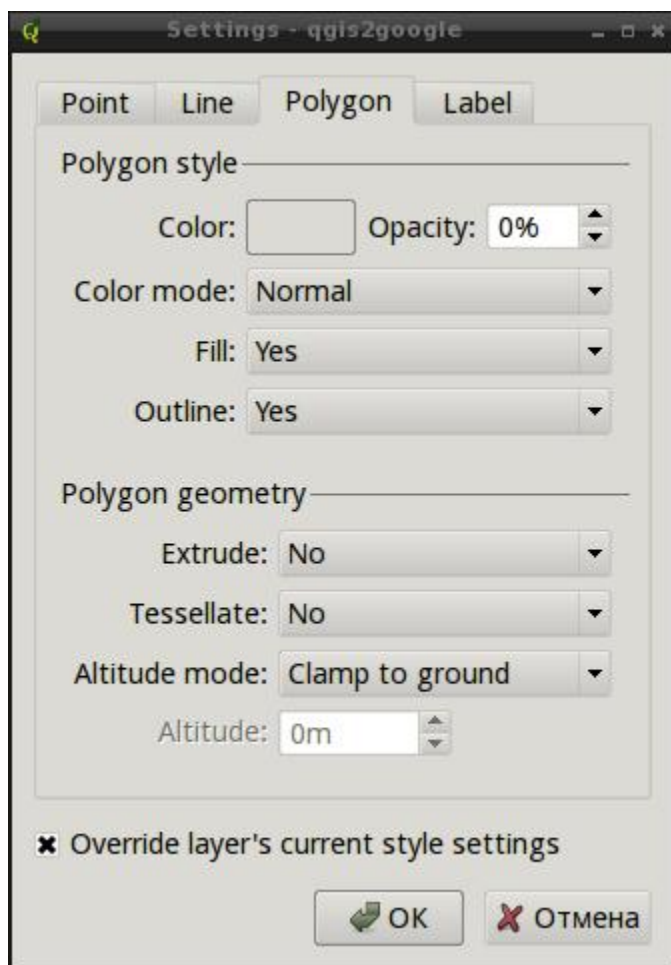 Settings - qgis2google
Point Line Polygon Label
Polygon style
Color: Opacity: 0%
Color mode: Normal
Fill: Yes
Outline: Yes
Polygon geometry
Extrude: No
Tessellate: No
Altitude mode: Clamp to ground
Altitude: 0m
Override layer's current style settings
OK Отмена